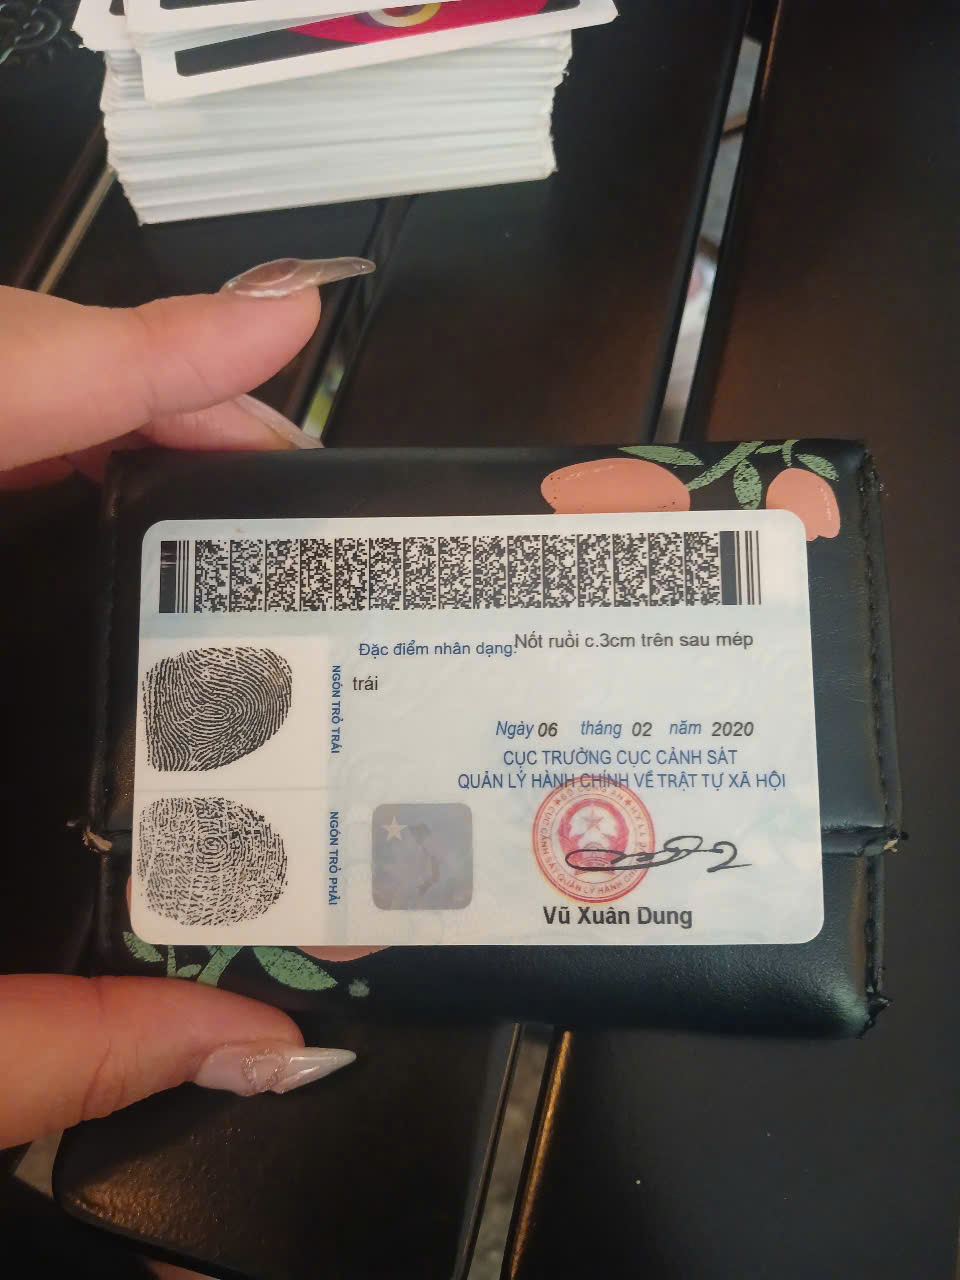 Đặc điểm nhân dạng: Nốt ruồi c.3cm trên sau mép
trái
NGÓN TRỎ TRÁI
NGÓN TRỎ PHẢI
Ngày 06 tháng 02 năm 2020
CỤC TRƯỞNG CỤC CẢNH SÁT
QUẢN LÝ HÀNH CHÍNH VỀ TRẬT TỰ XÃ HỘI
Vũ Xuân Dung